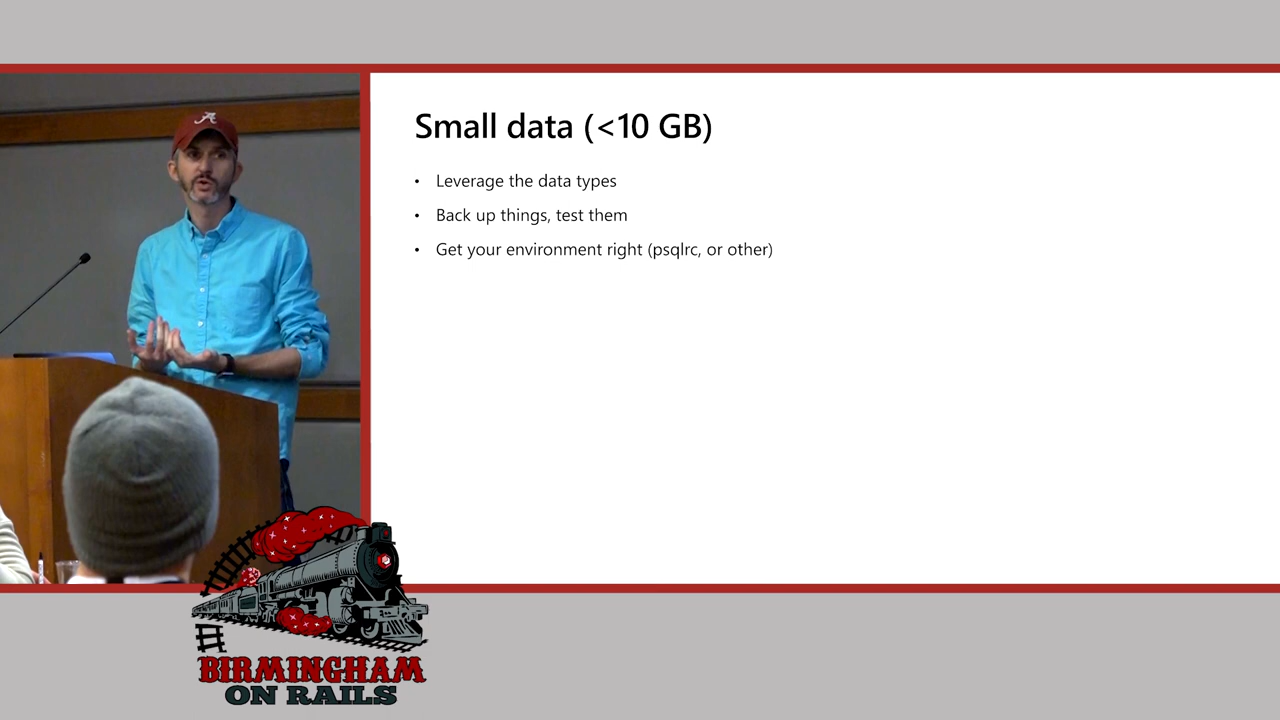 Small data (<10 GB)
• Leverage the data types
• Back up things, test them
• Get your environment right (psqlrc, or other)
A
BIRMINGHAM
ON RAILS